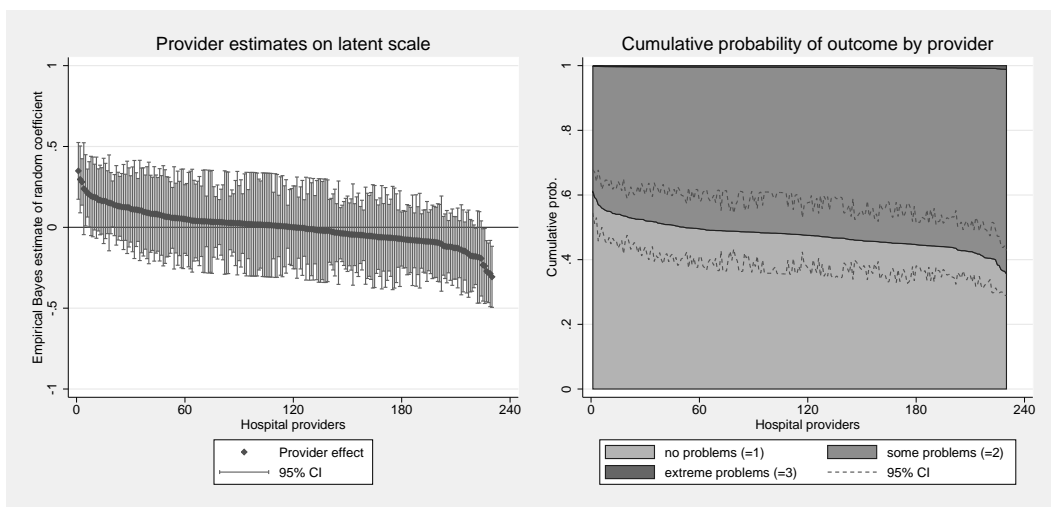 Provider estimates on latent scale
Empirical Bayes estimate of random coefficient
1
.5
0
-.5
-1
0 60 120 180 240
Hospital providers
Provider effect
95% CI
Cumulative probability of outcome by provider
Cumulative prob.
1
.8
.6
.4
.2
0
0 60 120 180 240
Hospital providers
no problems (=1) some problems (=2)
extreme problems (=3) 95% CI